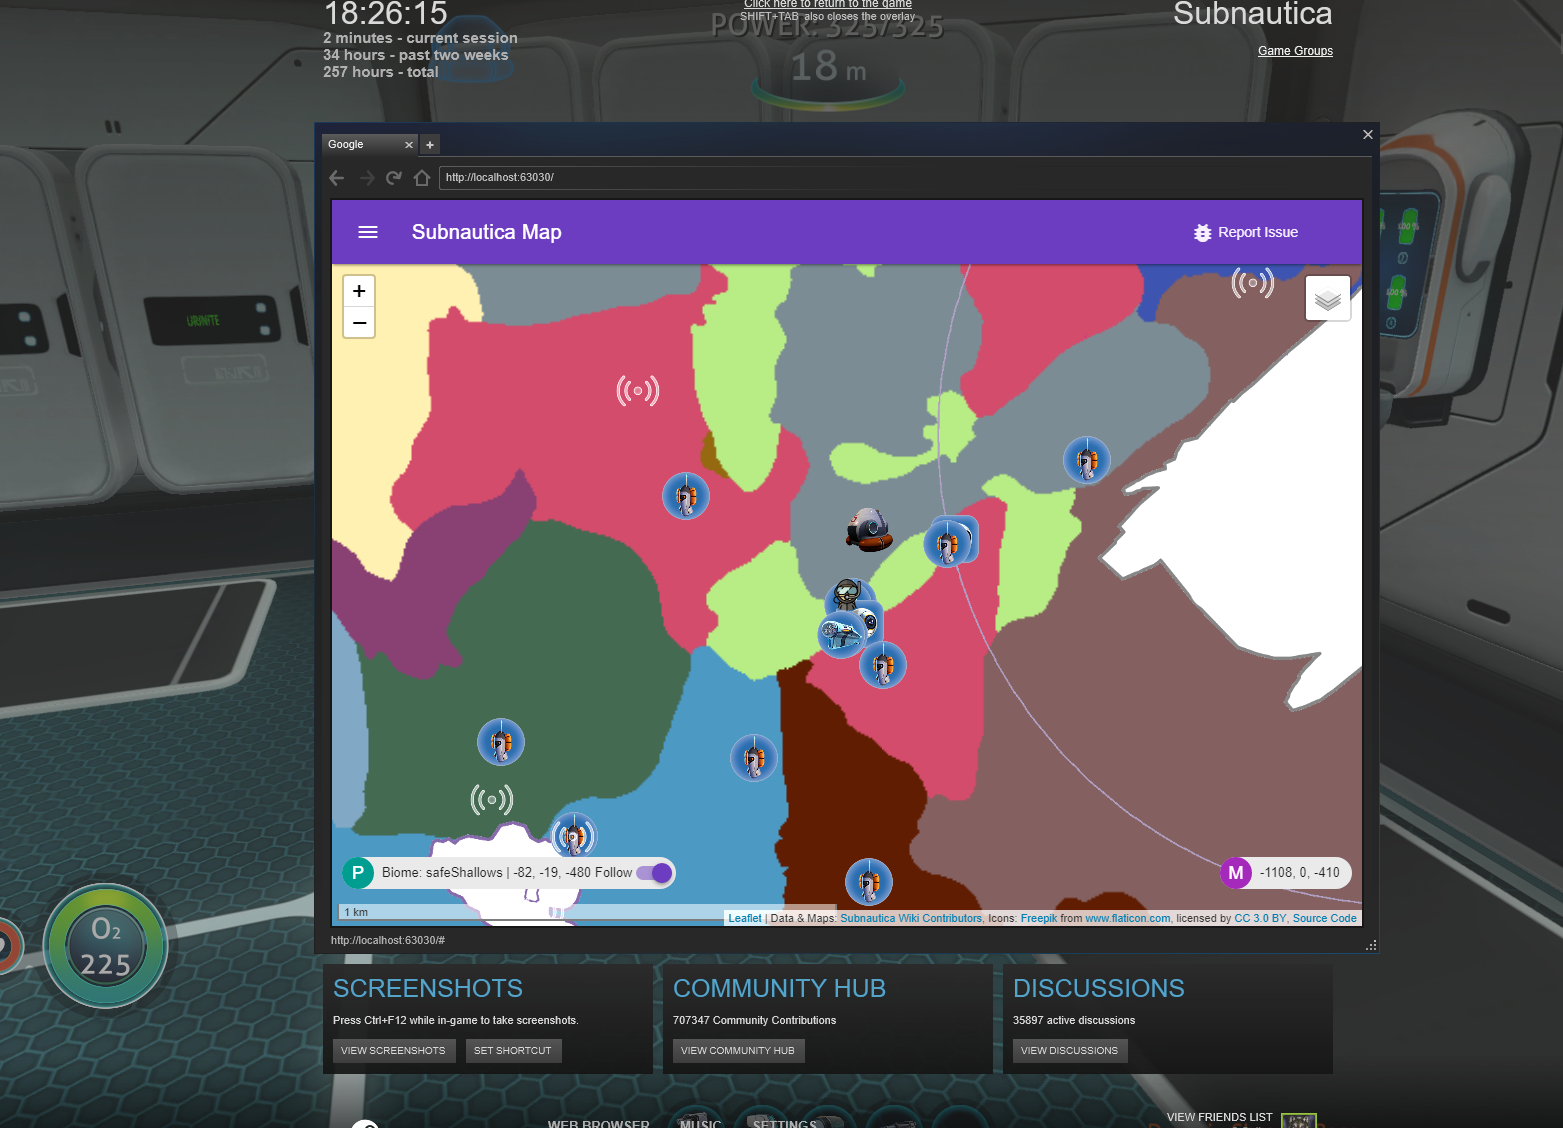 18:26:15
2 minutes - current session
34 hours - past two weeks
257 hours - total
Click here to return to the game
SHIFT+TAB also closes the overlay
POWER: 325/325
18 m
Subnautica
Game Groups
Google
http://localhost:63030/
Subnautica Map
Report Issue
+
−
P Biome: safeShallows | -82, -19, -480 Follow
M -1108, 0, -410
1 km
Leaflet | Data & Maps: Subnautica Wiki Contributors, Icons: Freepik from www.flaticon.com, licensed by CC 3.0 BY, Source Code
http://localhost:63030/#
100 %
100 %
O2
225
SCREENSHOTS
Press Ctrl+F12 while in-game to take screenshots.
VIEW SCREENSHOTS
SET SHORTCUT
COMMUNITY HUB
707347 Community Contributions
VIEW COMMUNITY HUB
DISCUSSIONS
35897 active discussions
VIEW DISCUSSIONS
WEB BROWSER
MUSIC
SETTINGS
VIEW FRIENDS LIST